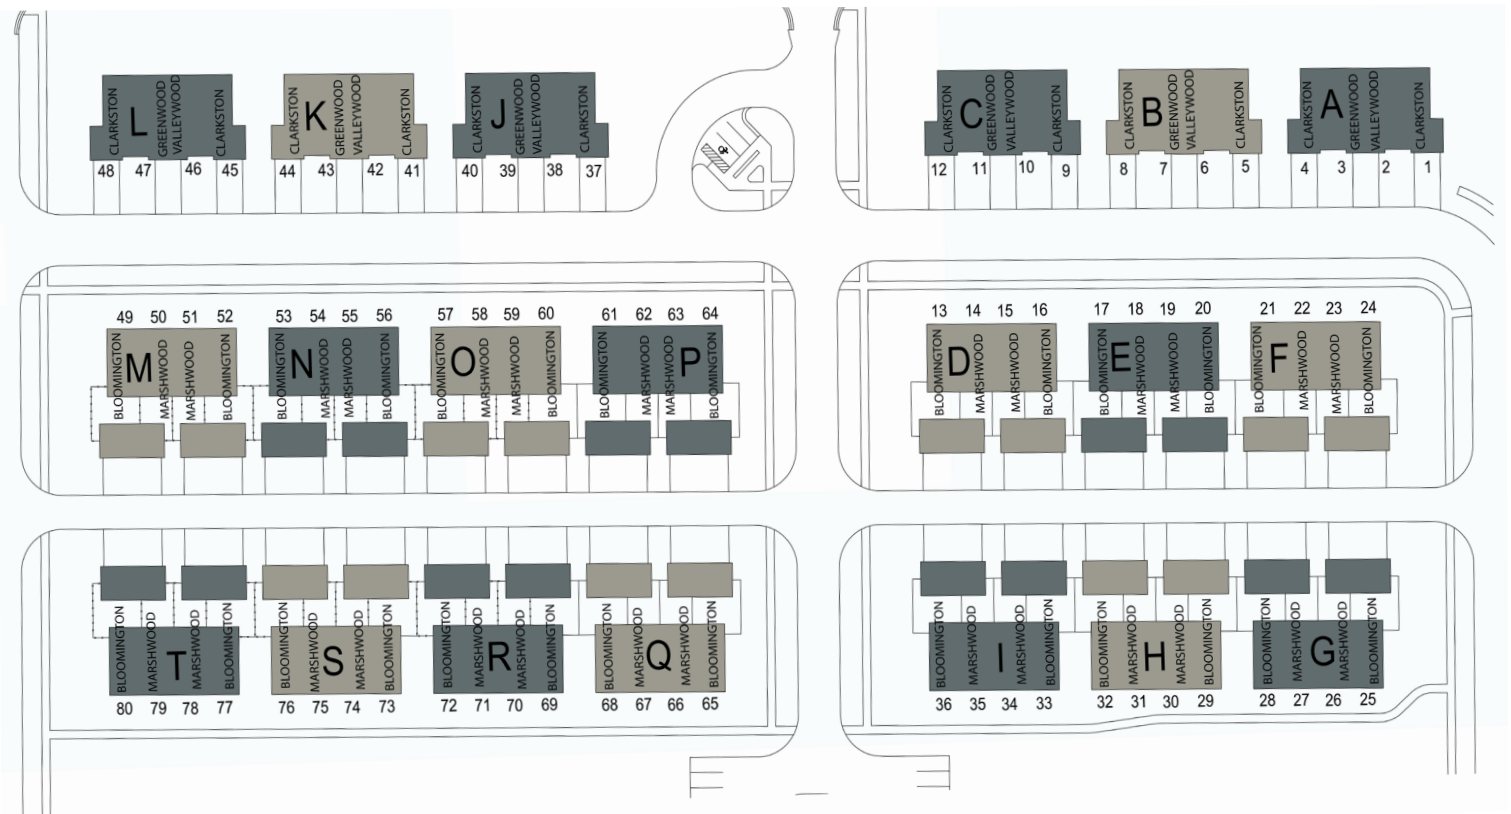 L K J C B A
CLARKSTON GREENWOOD VALLEYWOOD CLARKSTON CLARKSTON GREENWOOD VALLEYWOOD CLARKSTON CLARKSTON GREENWOOD VALLEYWOOD CLARKSTON CLARKSTON GREENWOOD VALLEYWOOD CLARKSTON CLARKSTON GREENWOOD VALLEYWOOD CLARKSTON CLARKSTON GREENWOOD VALLEYWOOD CLARKSTON
48 47 46 45 44 43 42 41 40 39 38 37 12 11 10 9 8 7 6 5 4 3 2 1
49 50 51 52 53 54 55 56 57 58 59 60 61 62 63 64 13 14 15 16 17 18 19 20 21 22 23 24
M N O P D E F
BLOOMINGTON MARSHWOOD MARSHWOOD BLOOMINGTON BLOOMINGTON MARSHWOOD MARSHWOOD BLOOMINGTON BLOOMINGTON MARSHWOOD MARSHWOOD BLOOMINGTON BLOOMINGTON MARSHWOOD MARSHWOOD BLOOMINGTON BLOOMINGTON MARSHWOOD MARSHWOOD BLOOMINGTON BLOOMINGTON MARSHWOOD MARSHWOOD BLOOMINGTON BLOOMINGTON MARSHWOOD MARSHWOOD BLOOMINGTON
BLOOMINGTON MARSHWOOD MARSHWOOD BLOOMINGTON BLOOMINGTON MARSHWOOD MARSHWOOD BLOOMINGTON BLOOMINGTON MARSHWOOD MARSHWOOD BLOOMINGTON BLOOMINGTON MARSHWOOD MARSHWOOD BLOOMINGTON BLOOMINGTON MARSHWOOD MARSHWOOD BLOOMINGTON BLOOMINGTON MARSHWOOD MARSHWOOD BLOOMINGTON BLOOMINGTON MARSHWOOD MARSHWOOD BLOOMINGTON
T S R Q I H G
80 79 78 77 76 75 74 73 72 71 70 69 68 67 66 65 36 35 34 33 32 31 30 29 28 27 26 25